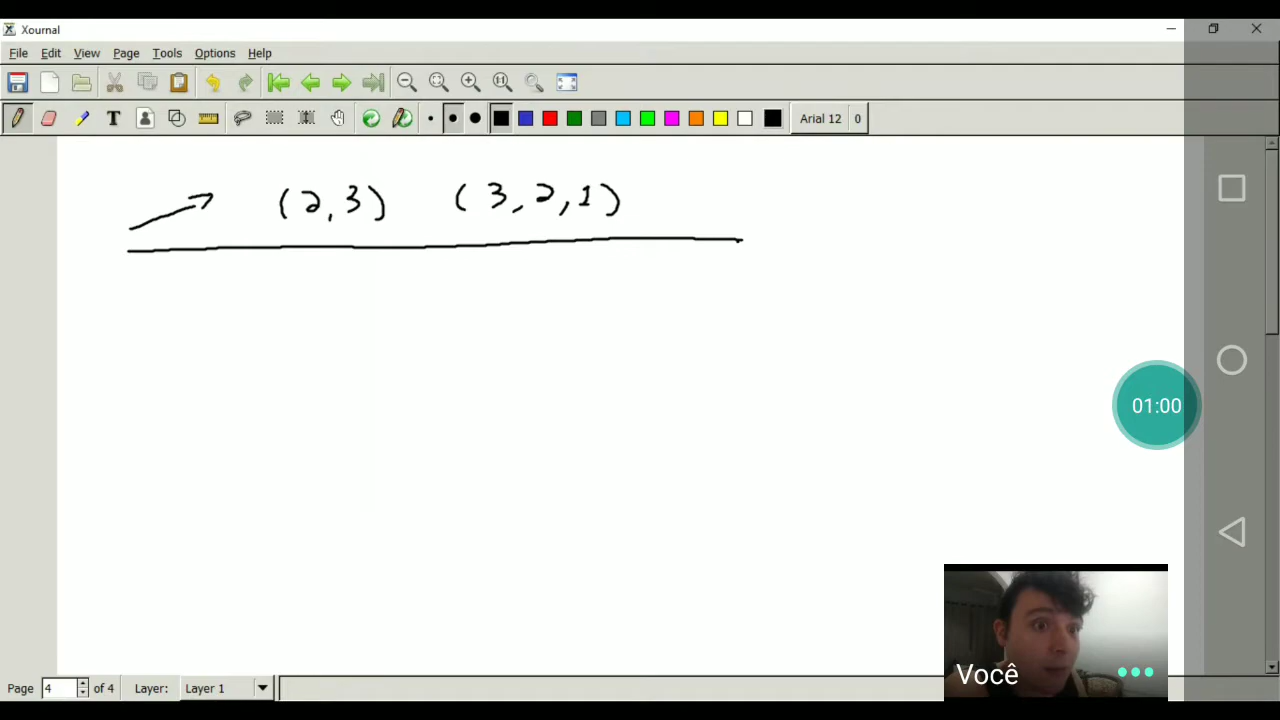 Xournal
File Edit View Page Tools Options Help
T Arial 12 0
(2,3) (3,2,1)
01:00
Você
Page 4 of 4 Layer: Layer 1